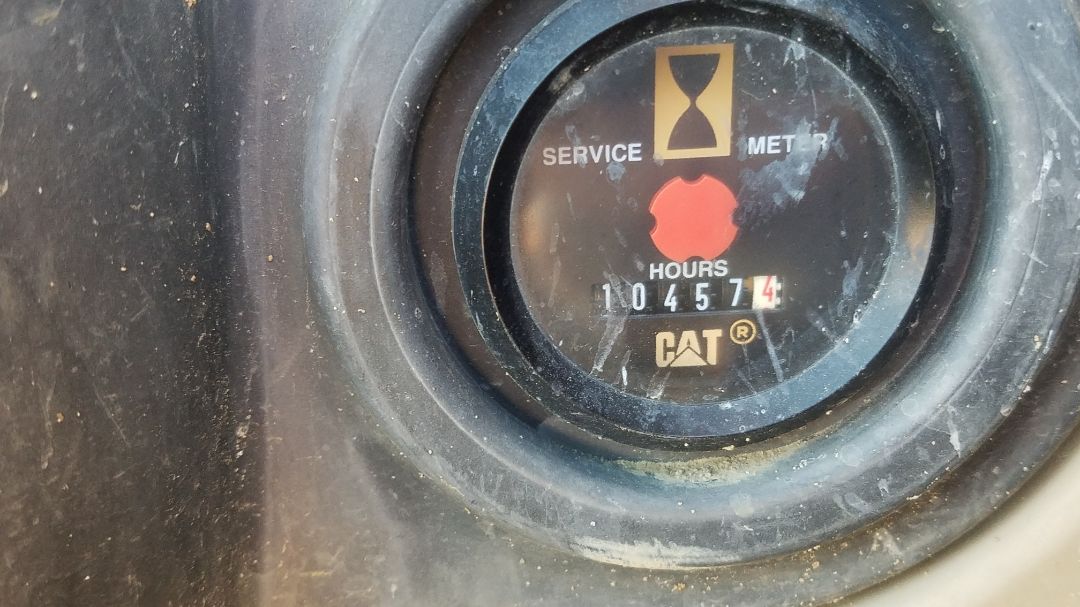 SERVICE METER
HOURS
104574
CAT®